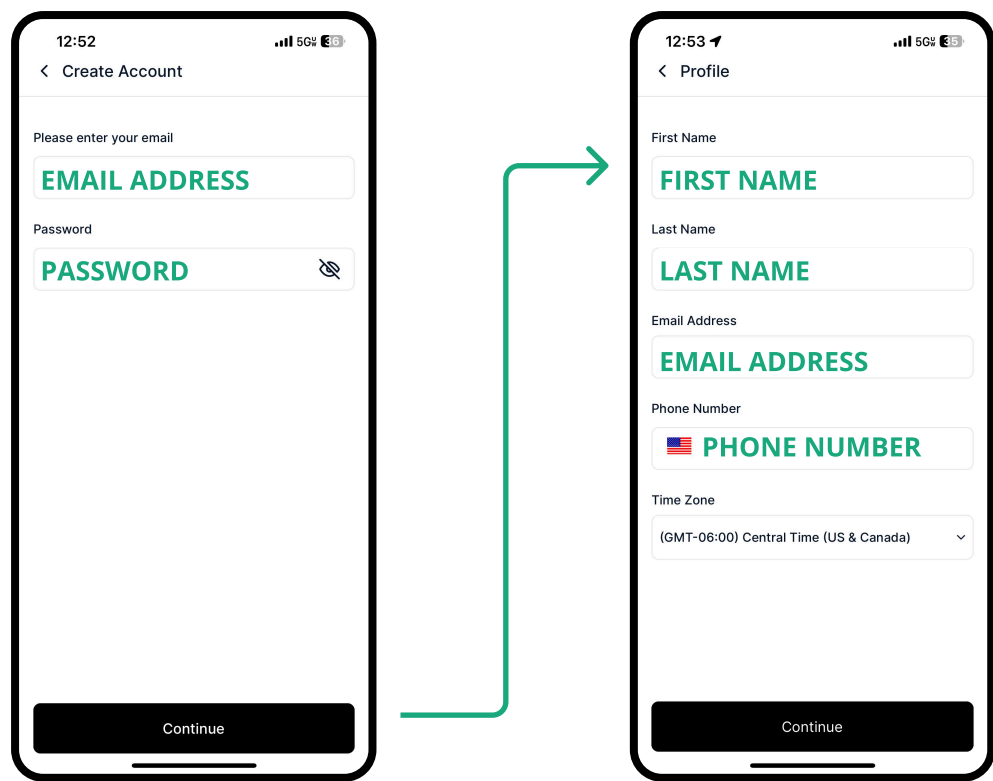 12:52
5G 36
Create Account
Please enter your email
EMAIL ADDRESS
Password
PASSWORD
Continue
12:53
5G 35
Profile
First Name
FIRST NAME
Last Name
LAST NAME
Email Address
EMAIL ADDRESS
Phone Number
PHONE NUMBER
Time Zone
(GMT-06:00) Central Time (US & Canada)
Continue